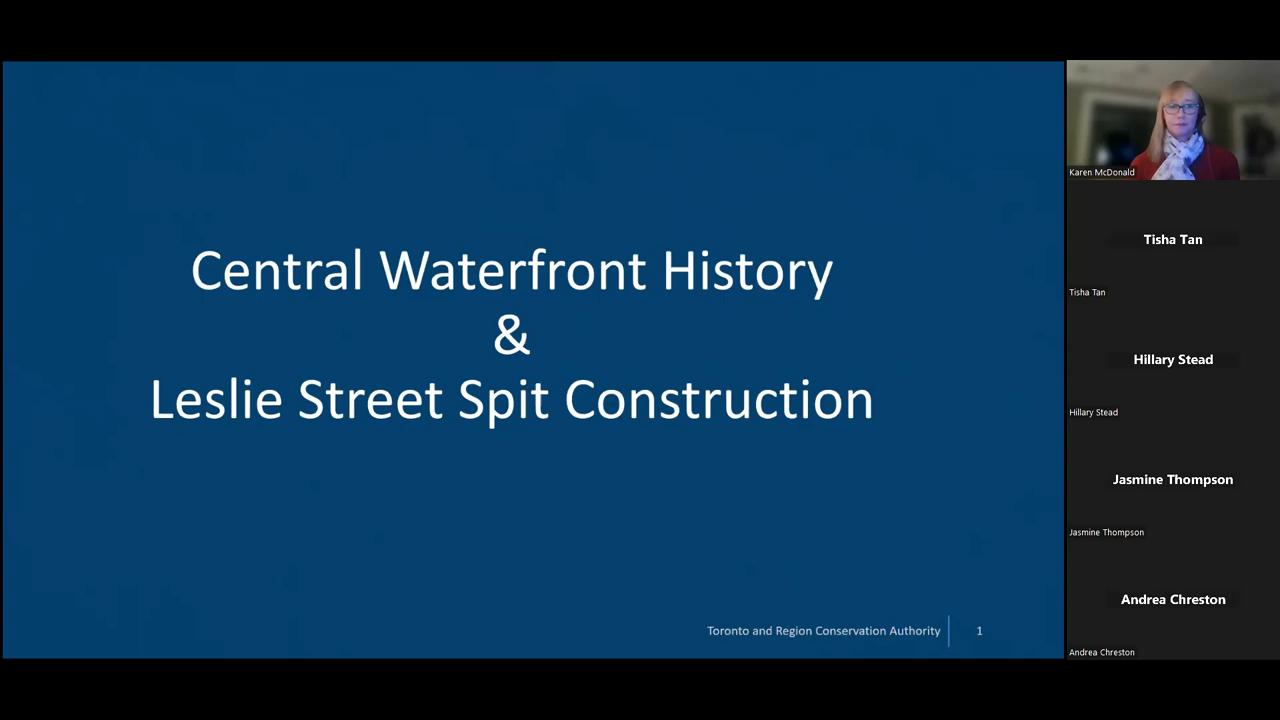 Central Waterfront History
&
Leslie Street Spit Construction
Toronto and Region Conservation Authority
1
Karen McDonald
Tisha Tan
Tisha Tan
Hillary Stead
Hillary Stead
Jasmine Thompson
Jasmine Thompson
Andrea Chreston
Andrea Chreston